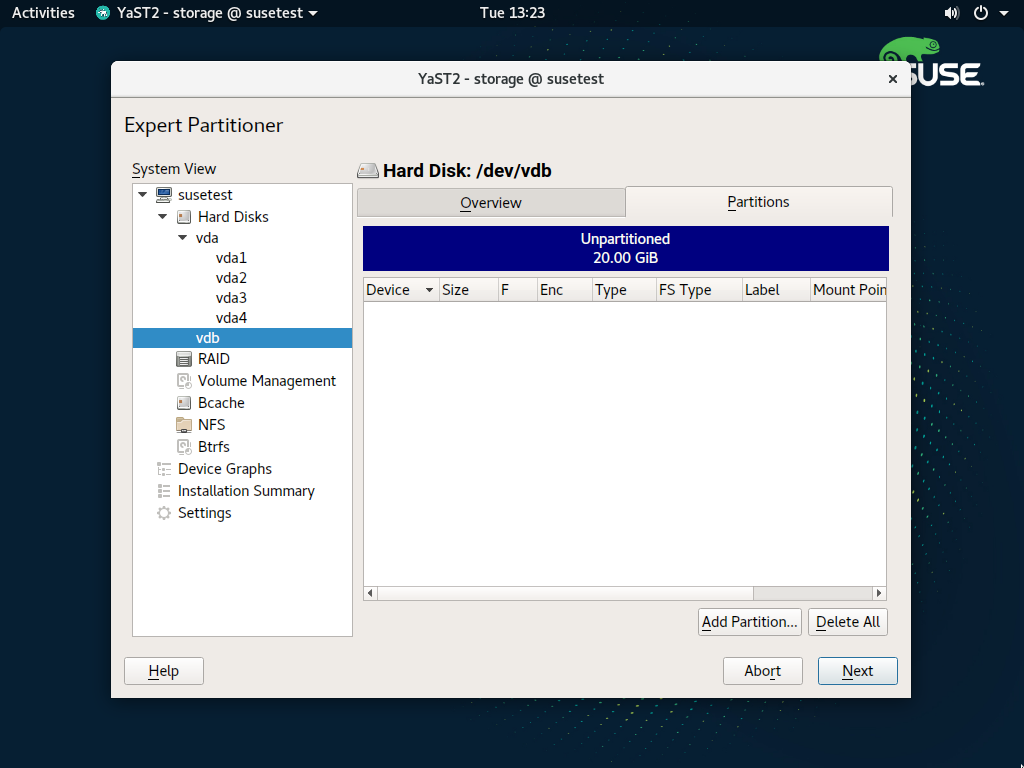 Activities YaST2 - storage @ susetest Tue 13:23
SUSE
YaST2 - storage @ susetest
Expert Partitioner
System View
susetest
Hard Disks
vda
vda1
vda2
vda3
vda4
vdb
RAID
Volume Management
Bcache
NFS
Btrfs
Device Graphs
Installation Summary
Settings
Hard Disk: /dev/vdb
Overview Partitions
Unpartitioned
20.00 GiB
Device Size F Enc Type FS Type Label Mount Poin
Add Partition... Delete All
Help Abort Next